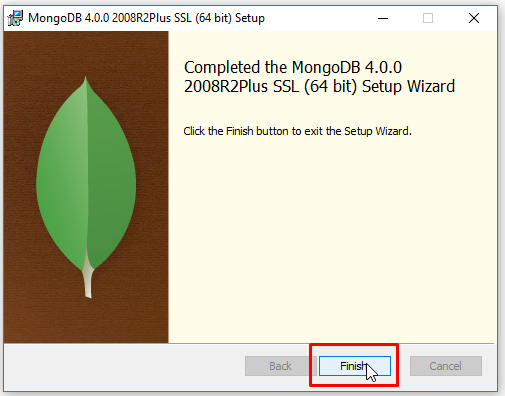 MongoDB 4.0.0 2008R2Plus SSL (64 bit) Setup
Completed the MongoDB 4.0.0
2008R2Plus SSL (64 bit) Setup Wizard
Click the Finish button to exit the Setup Wizard.
Back
Finish
Cancel